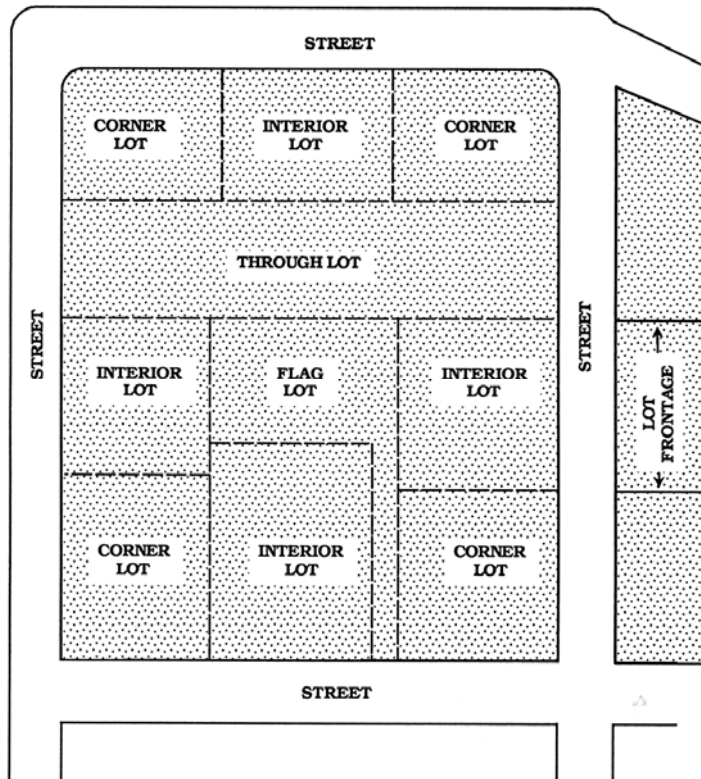 STREET
CORNER
LOT
INTERIOR
LOT
CORNER
LOT
THROUGH LOT
STREET
STREET
INTERIOR
LOT
FLAG
LOT
INTERIOR
LOT
LOT
FRONTAGE
CORNER
LOT
INTERIOR
LOT
CORNER
LOT
STREET